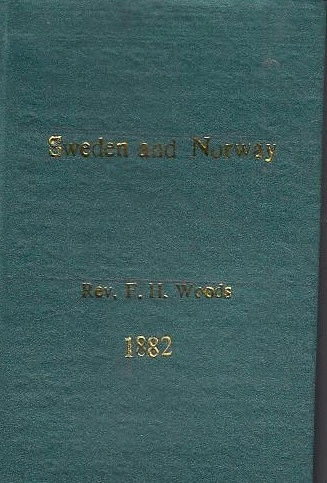 Sweden and Norway
Rev. F. H. Woods
1882